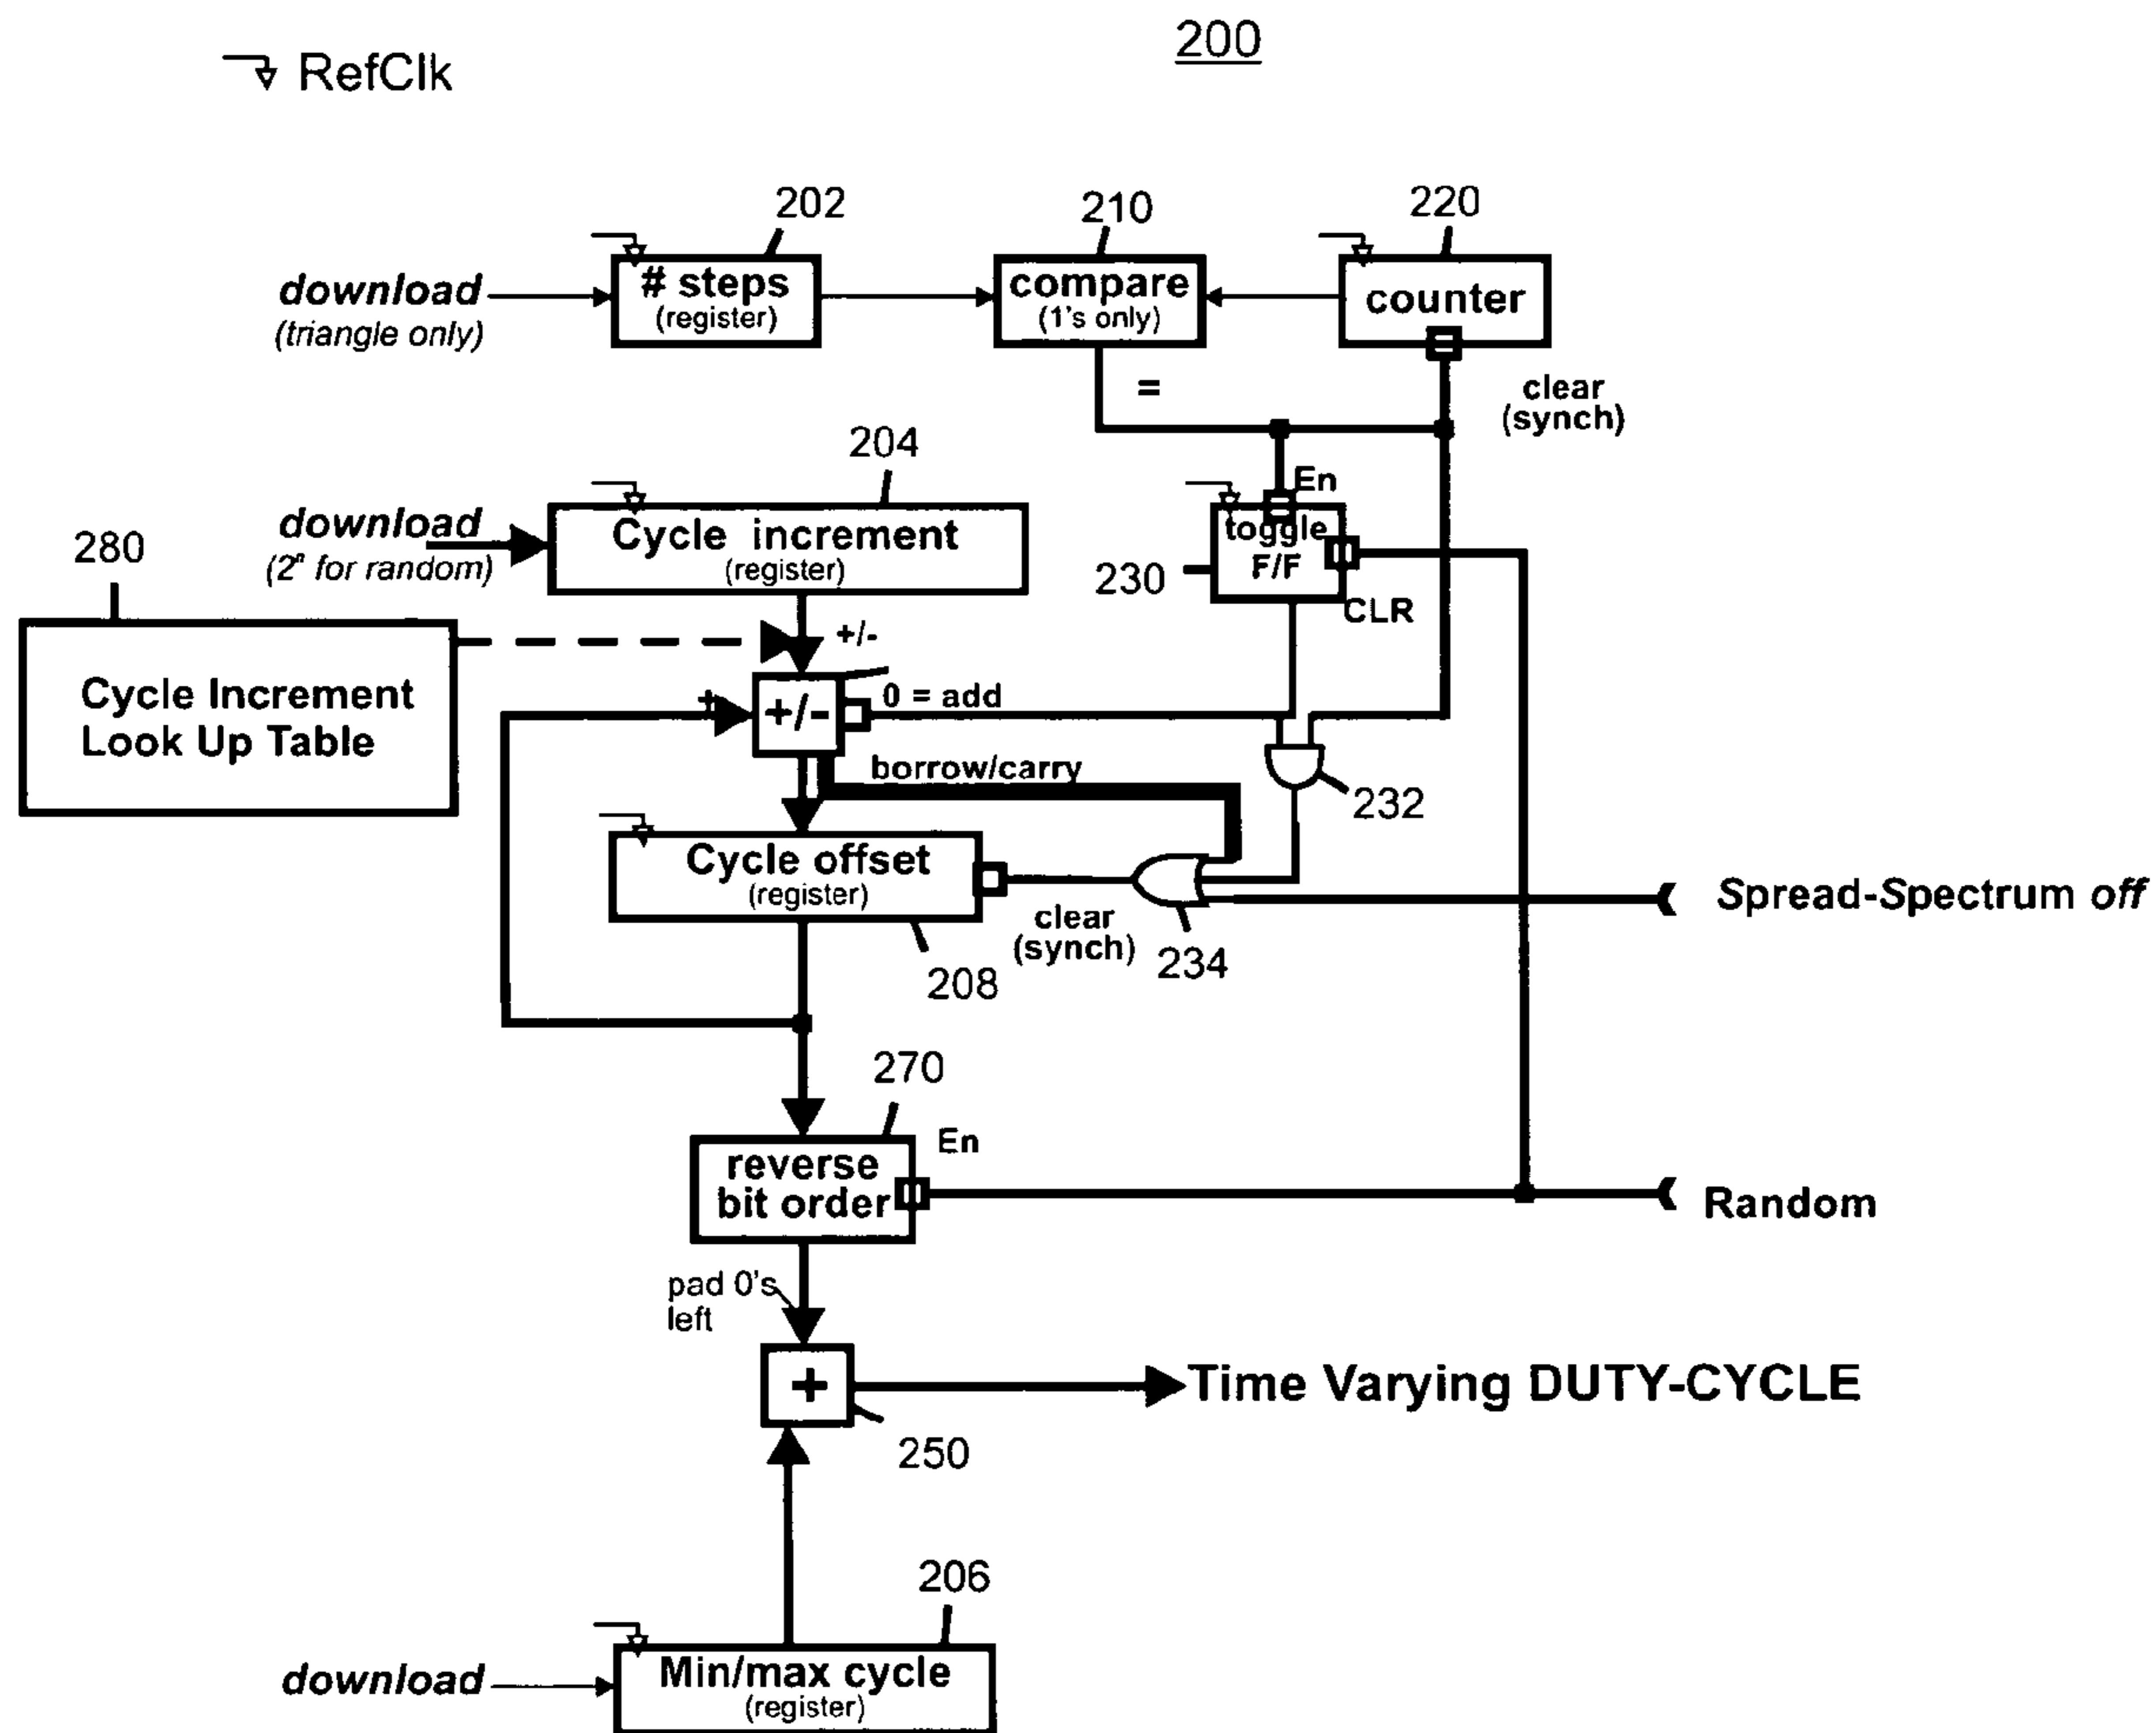 200
RefClk
202
210
220
download
(triangle only)
# steps
(register)
compare
(1's only)
counter
=
clear
(synch)
204
En
download
(2ⁿ for random)
Cycle increment
(register)
toggle
F/F
230
CLR
280
+/-
Cycle Increment
Look Up Table
+
+/-
0 = add
borrow/carry
232
Cycle offset
(register)
clear
(synch)
234
Spread-Spectrum off
208
270
En
reverse
bit order
Random
pad 0's
left
+
Time Varying DUTY-CYCLE
250
206
download
Min/max cycle
(register)